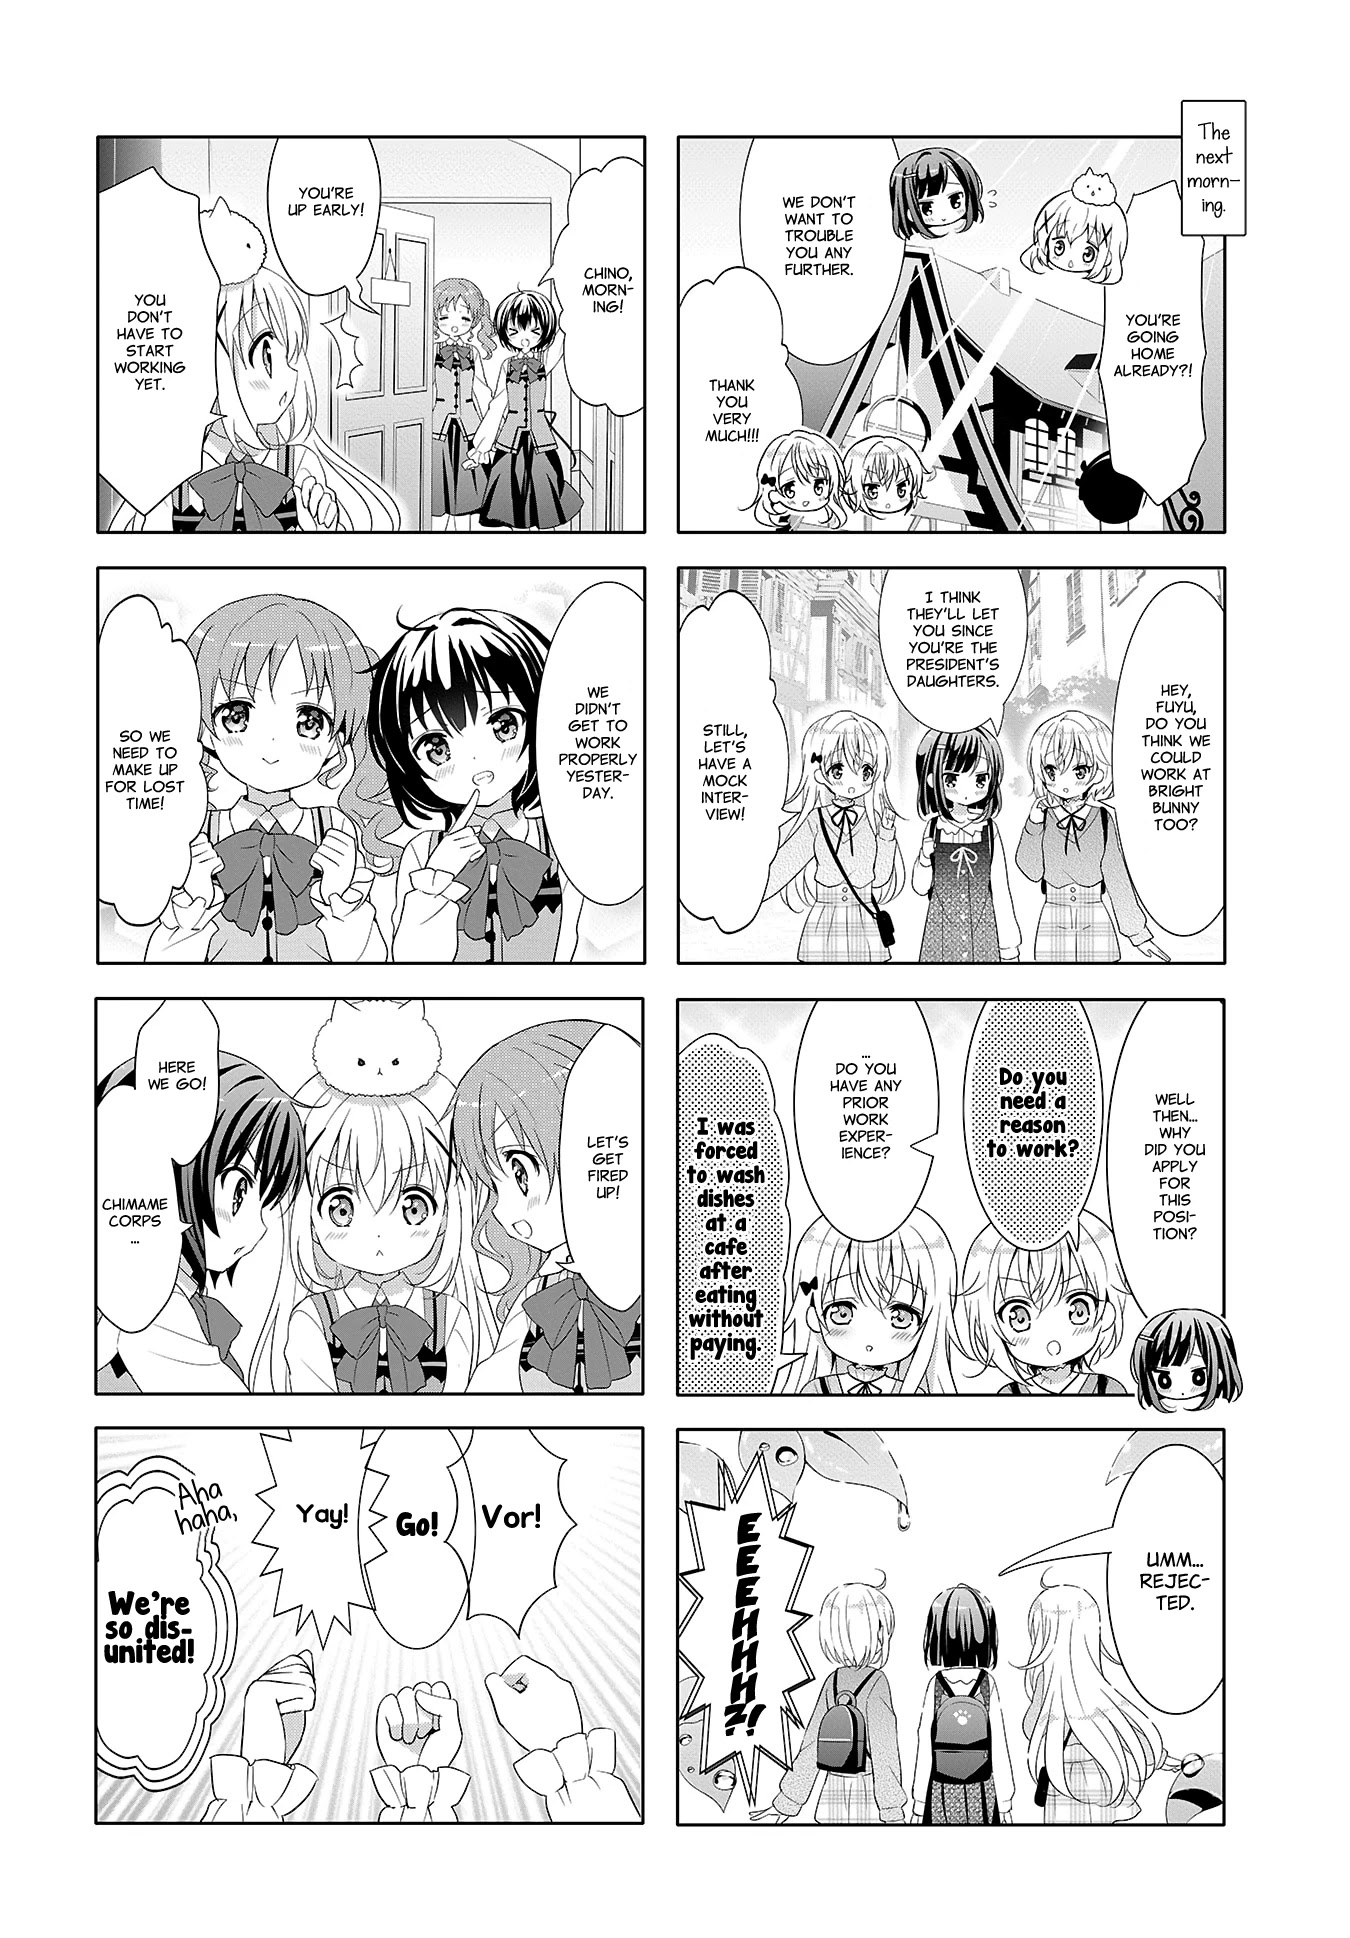 The
next
morn-
ing.
YOU'RE
GOING
HOME
ALREADY?!
WE DON'T
WANT TO
TROUBLE
YOU ANY
FURTHER.
THANK
YOU
VERY
MUCH!!!
HEY,
FUYU,
DO YOU
THINK WE
COULD
WORK AT
BRIGHT
BUNNY
TOO?
I THINK
THEY'LL LET
YOU SINCE
YOU'RE THE
PRESIDENT'S
DAUGHTERS.
STILL,
LET'S
HAVE A
MOCK
INTER-
VIEW!
WELL
THEN...
WHY
DID YOU
APPLY
FOR
THIS
POSI-
TION?
Do you
need a
reason
to work?
...
DO YOU
HAVE ANY
PRIOR
WORK
EXPER-
IENCE?
I was
forced
to wash
dishes
at a
cafe
after
eating
without
paying.
UMM...
REJEC-
TED.
EEEEHHH?!
CHINO,
MORN-
ING!
YOU'RE
UP EARLY!
YOU
DON'T
HAVE TO
START
WORKING
YET.
WE
DIDN'T
GET TO
WORK
PROPERLY
YESTER-
DAY.
SO WE
NEED TO
MAKE UP
FOR LOST
TIME!
LET'S
GET
FIRED
UP!
HERE
WE GO!
CHIMAME
CORPS
...
Vor!
Go!
Yay!
Aha
haha,
We're
so dis-
united!